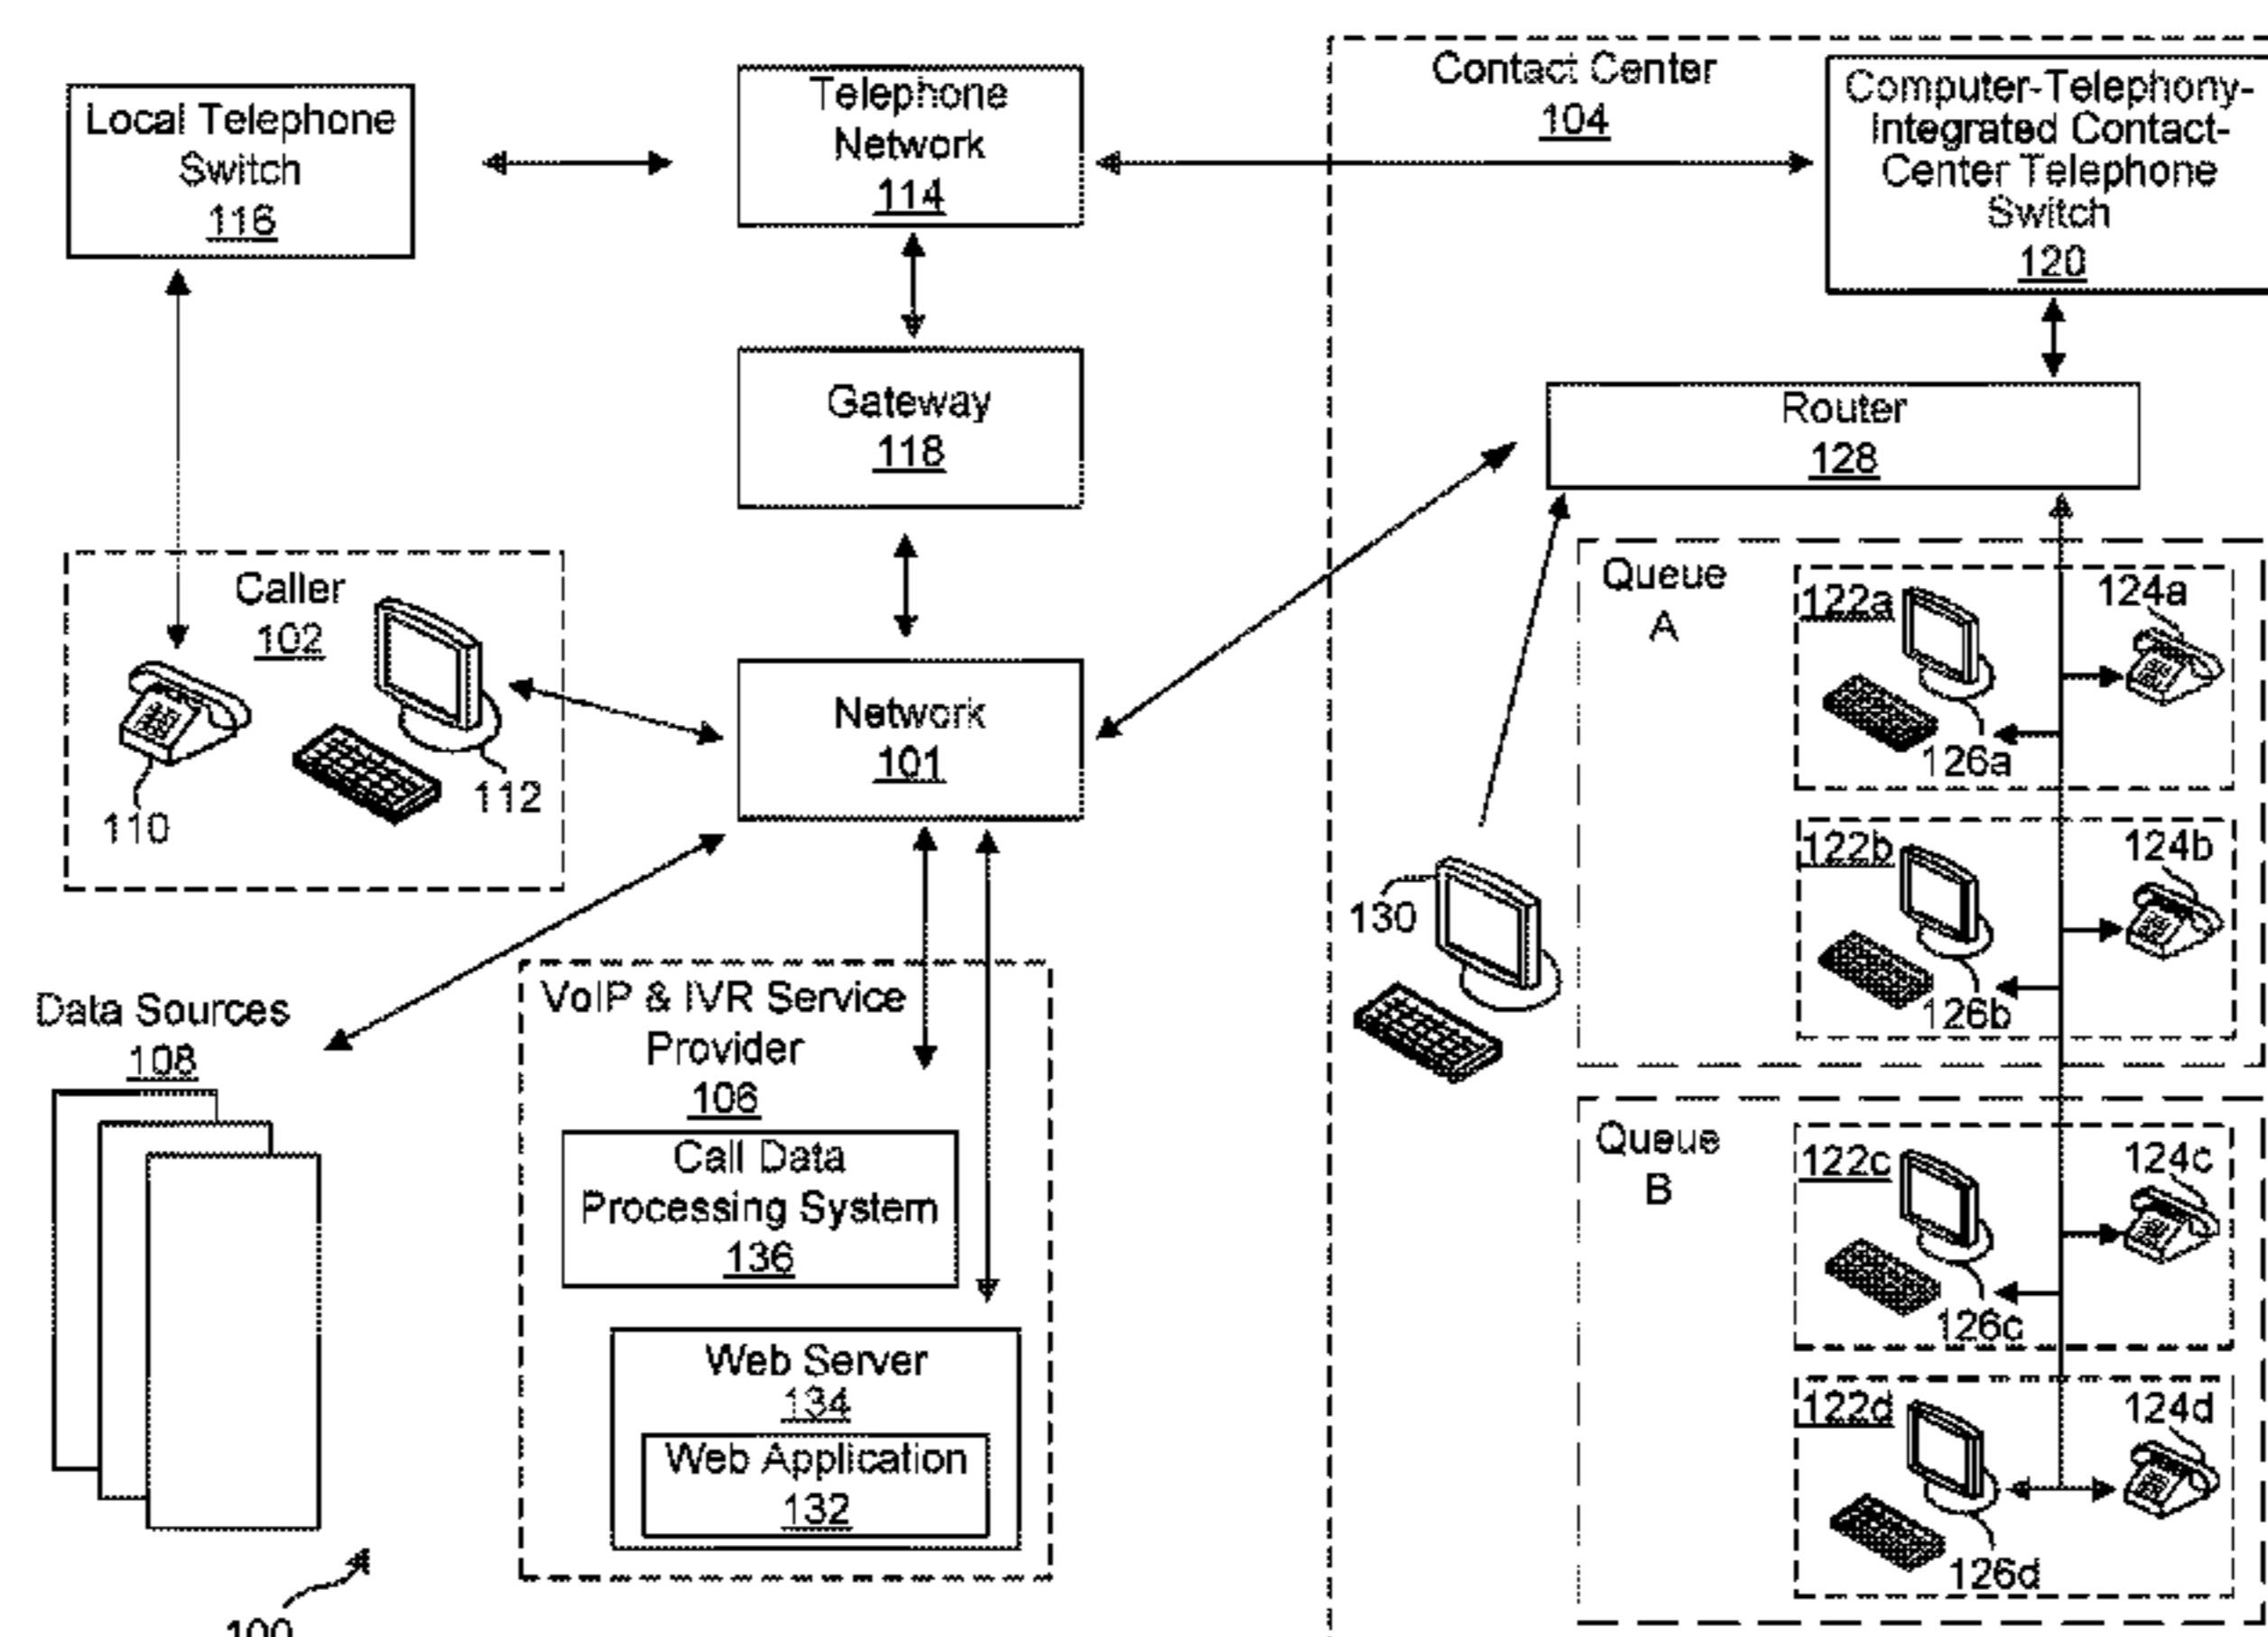 Local Telephone
Switch
116
Telephone
Network
114
Contact Center
104
Computer-Telephony-
Integrated Contact-
Center Telephone
Switch
120
Gateway
118
Router
128
Caller
102
110
112
Network
101
Queue
A
122a
124a
126a
122b
124b
126b
130
Data Sources
108
VoIP & IVR Service
Provider
106
Call Data
Processing System
136
Web Server
134
Web Application
132
Queue
B
122c
124c
126c
122d
124d
126d
100